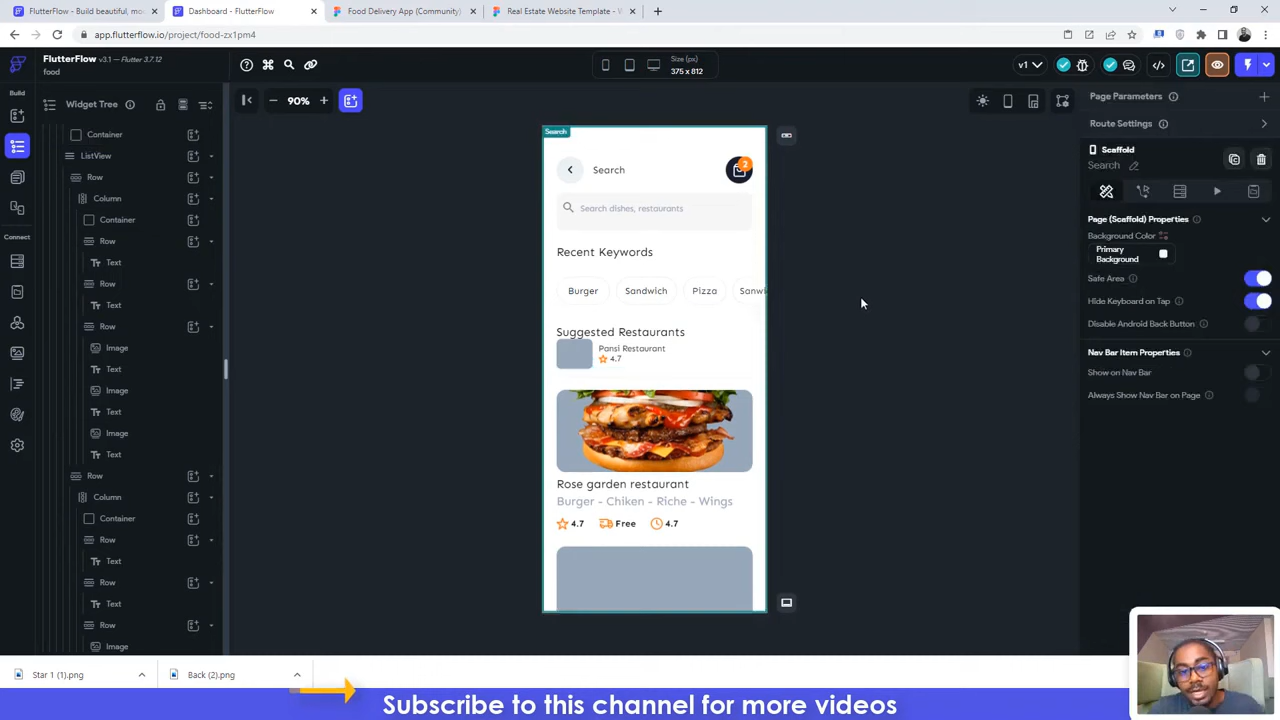 FlutterFlow - Build beautiful, mo
Dashboard - FlutterFlow
Food Delivery App (Community)
Real Estate Website Template - W
app.flutterflow.io/project/food-zx1pm4
FlutterFlow v3.1 – Flutter 3.7.12
food
Size (px)
375 x 812
v1
Build
Connect
Widget Tree
90%
Container
ListView
Row
Column
Container
Row
Text
Row
Text
Row
Image
Text
Image
Text
Image
Text
Row
Column
Container
Row
Text
Row
Text
Row
Image
Search
Search
2
Search dishes, restaurants
Recent Keywords
Burger
Sandwich
Pizza
Sanwi
Suggested Restaurants
Pansi Restaurant
4.7
Rose garden restaurant
Burger - Chiken - Riche - Wings
4.7
Free
4.7
Page Parameters
Route Settings
Scaffold
Search
Page (Scaffold) Properties
Background Color
Primary
Background
Safe Area
Hide Keyboard on Tap
Disable Android Back Button
Nav Bar Item Properties
Show on Nav Bar
Always Show Nav Bar on Page
Star 1 (1).png
Back (2).png
Subscribe to this channel for more videos